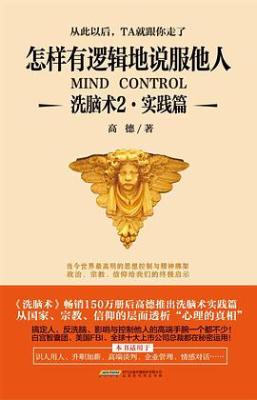 从此以后，TA就跟你走了
怎样有逻辑地说服他人
MIND CONTROL
洗脑术2·实践篇
高 德／著
当今世界最高明的思想控制与精神绑架
政治、宗教、信仰给我们的终极启示
《洗脑术》畅销150万册后高德推出洗脑术实践篇
从国家、宗教、信仰的层面透析“心理的真相”
搞定人、反洗脑、影响与控制他人的高端手腕一个都不少！
白宫智囊团、美国FBI、全球十大上市公司总裁都在秘密运用！
本书适用于
识人用人、升职加薪、高端谈判、企业管理、情感对话……